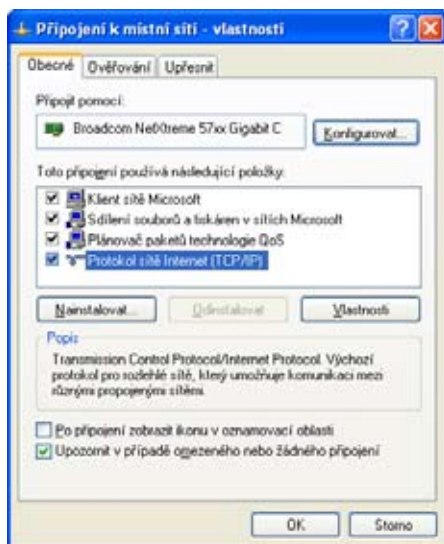 Připojení k místní síti - vlastnosti
Obecné Ověřování Upřesnit
Připojit pomocí:
Broadcom NetXtreme 57xx Gigabit C
Konfigurovat...
Toto připojení používá následující položky:
Klient sítě Microsoft
Sdílení souborů a tiskáren v sítích Microsoft
Plánovač paketů technologie QoS
Protokol sítě Internet (TCP/IP)
Nainstalovat... Odinstalovat Vlastnosti
Popis
Transmission Control Protocol/Internet Protocol. Výchozí
protokol pro rozlehlé sítě, který umožňuje komunikaci mezi
různými propojenými sítěmi.
Po připojení zobrazit ikonu v oznamovací oblasti
Upozornit v případě omezeného nebo žádného připojení
OK Storno